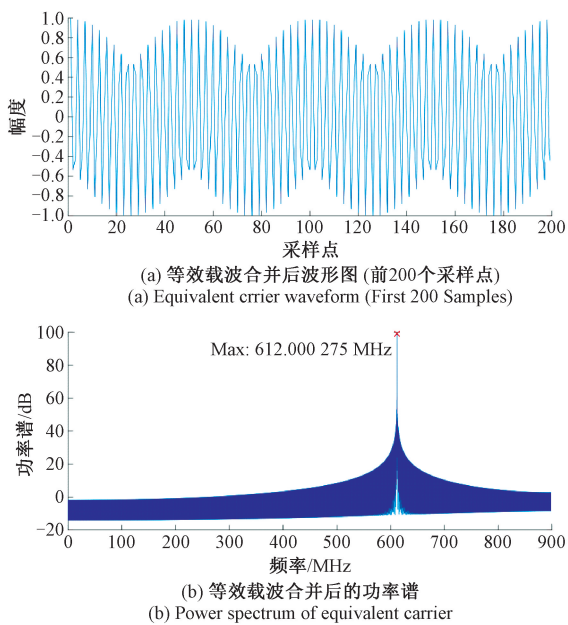 1.0
0.8
0.6
0.4
0.2
0
−0.2
−0.4
−0.6
−0.8
−1.0
幅度
0 20 40 60 80 100 120 140 160 180 200
采样点
(a) 等效载波合并后波形图 (前200个采样点)
(a) Equivalent crrier waveform (First 200 Samples)
100
80
60
40
20
0
−20
功率谱/dB
Max: 612.000 275 MHz
0 100 200 300 400 500 600 700 800 900
频率/MHz
(b) 等效载波合并后的功率谱
(b) Power spectrum of equivalent carrier